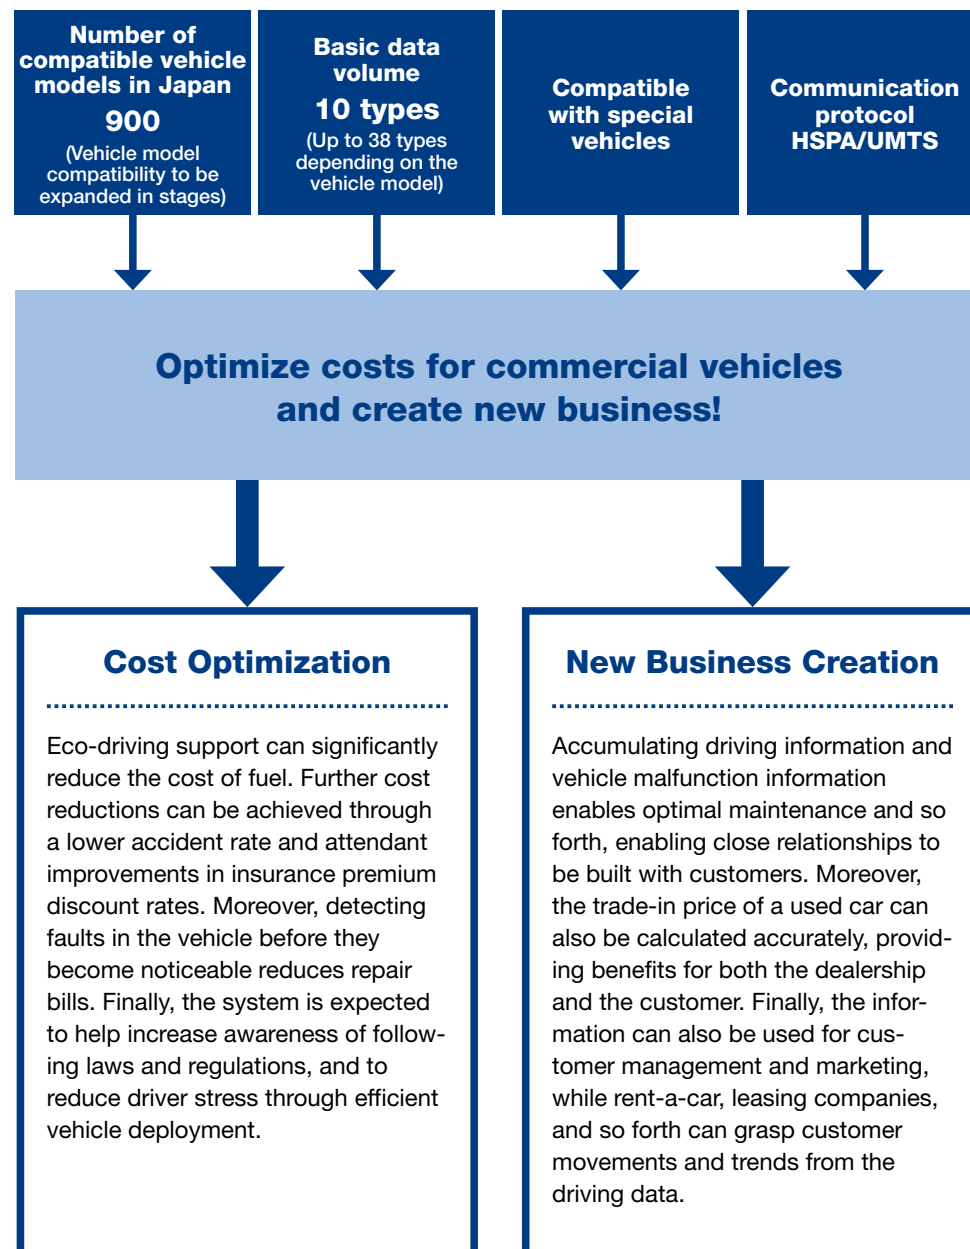 Number of
compatible vehicle
models in Japan
900
(Vehicle model
compatibility to be
expanded in stages)
Basic data
volume
10 types
(Up to 38 types
depending on the
vehicle model)
Compatible
with special
vehicles
Communication
protocol
HSPA/UMTS
Optimize costs for commercial vehicles
and create new business!
Cost Optimization
Eco-driving support can significantly
reduce the cost of fuel. Further cost
reductions can be achieved through
a lower accident rate and attendant
improvements in insurance premium
discount rates. Moreover, detecting
faults in the vehicle before they
become noticeable reduces repair
bills. Finally, the system is expected
to help increase awareness of follow-
ing laws and regulations, and to
reduce driver stress through efficient
vehicle deployment.
New Business Creation
Accumulating driving information and
vehicle malfunction information
enables optimal maintenance and so
forth, enabling close relationships to
be built with customers. Moreover,
the trade-in price of a used car can
also be calculated accurately, provid-
ing benefits for both the dealership
and the customer. Finally, the infor-
mation can also be used for cus-
tomer management and marketing,
while rent-a-car, leasing companies,
and so forth can grasp customer
movements and trends from the
driving data.